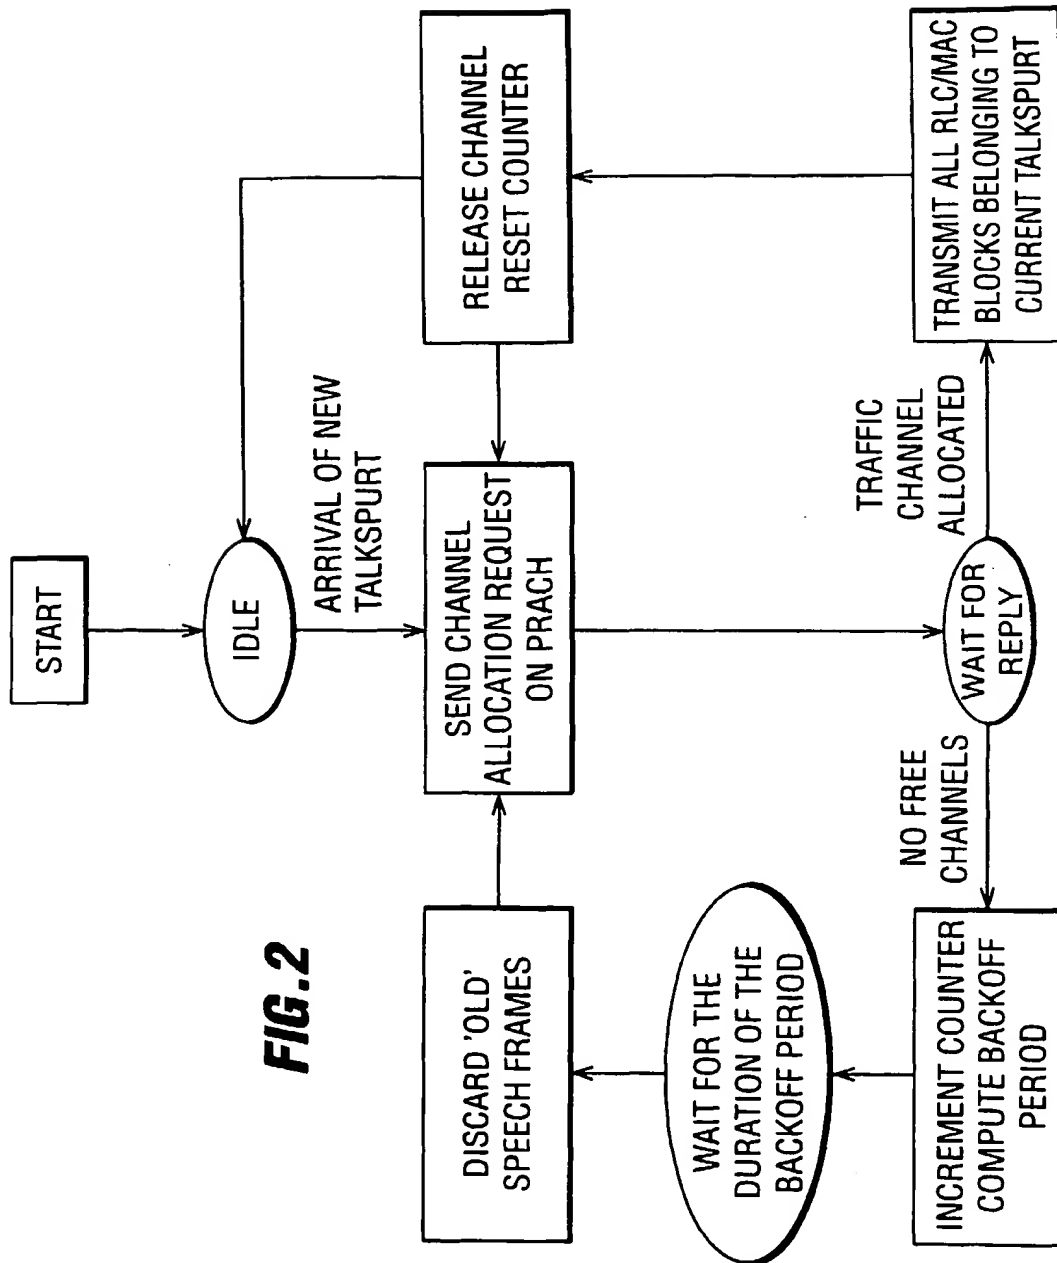 START
IDLE
ARRIVAL OF NEW
TALKSPURT
SEND CHANNEL
ALLOCATION REQUEST
ON PRACH
RELEASE CHANNEL
RESET COUNTER
DISCARD 'OLD'
SPEECH FRAMES
WAIT FOR THE
DURATION OF THE
BACKOFF PERIOD
INCREMENT COUNTER
COMPUTE BACKOFF
PERIOD
NO FREE
CHANNELS
WAIT FOR
REPLY
TRAFFIC
CHANNEL
ALLOCATED
TRANSMIT ALL RLC/MAC
BLOCKS BELONGING TO
CURRENT TALKSPURT
FIG.2